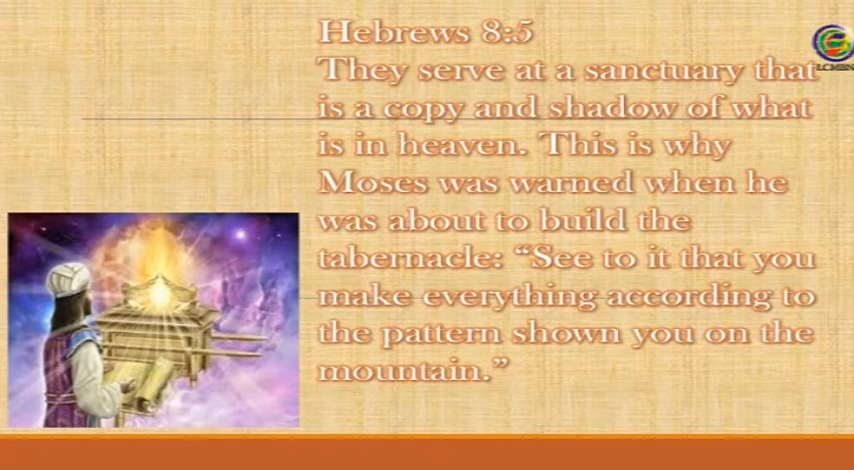 Hebrews 8:5
They serve at a sanctuary that
is a copy and shadow of what
is in heaven. This is why
Moses was warned when he
was about to build the
tabernacle: “See to it that you
make everything according to
the pattern shown you on the
mountain.”